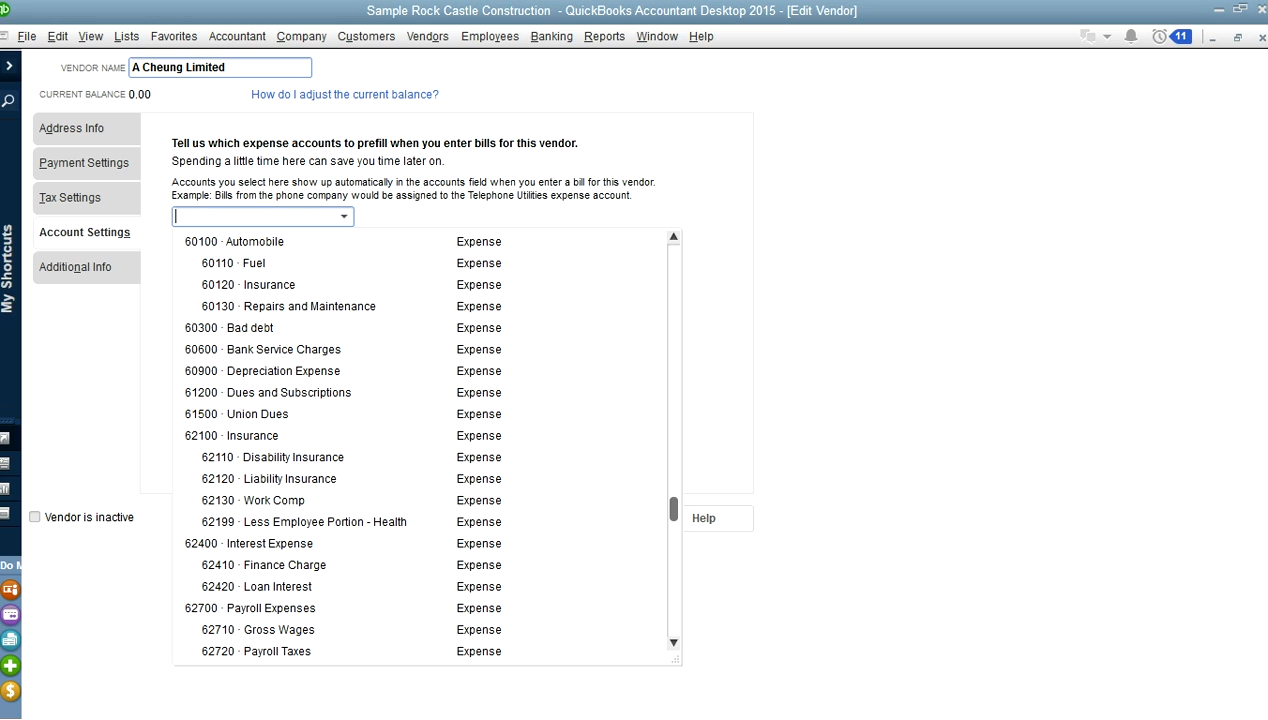 Sample Rock Castle Construction - QuickBooks Accountant Desktop 2015 - [Edit Vendor]
File Edit View Lists Favorites Accountant Company Customers Vendors Employees Banking Reports Window Help 11
VENDOR NAME A Cheung Limited
CURRENT BALANCE 0.00 How do I adjust the current balance?
Address Info
Payment Settings
Tax Settings
Account Settings
Additional Info
Tell us which expense accounts to prefill when you enter bills for this vendor.
Spending a little time here can save you time later on.
Accounts you select here show up automatically in the accounts field when you enter a bill for this vendor.
Example: Bills from the phone company would be assigned to the Telephone Utilities expense account.
60100 · Automobile Expense
60110 · Fuel Expense
60120 · Insurance Expense
60130 · Repairs and Maintenance Expense
60300 · Bad debt Expense
60600 · Bank Service Charges Expense
60900 · Depreciation Expense Expense
61200 · Dues and Subscriptions Expense
61500 · Union Dues Expense
62100 · Insurance Expense
62110 · Disability Insurance Expense
62120 · Liability Insurance Expense
62130 · Work Comp Expense
62199 · Less Employee Portion - Health Expense
62400 · Interest Expense Expense
62410 · Finance Charge Expense
62420 · Loan Interest Expense
62700 · Payroll Expenses Expense
62710 · Gross Wages Expense
62720 · Payroll Taxes Expense
Vendor is inactive
Help
My Shortcuts
Do M